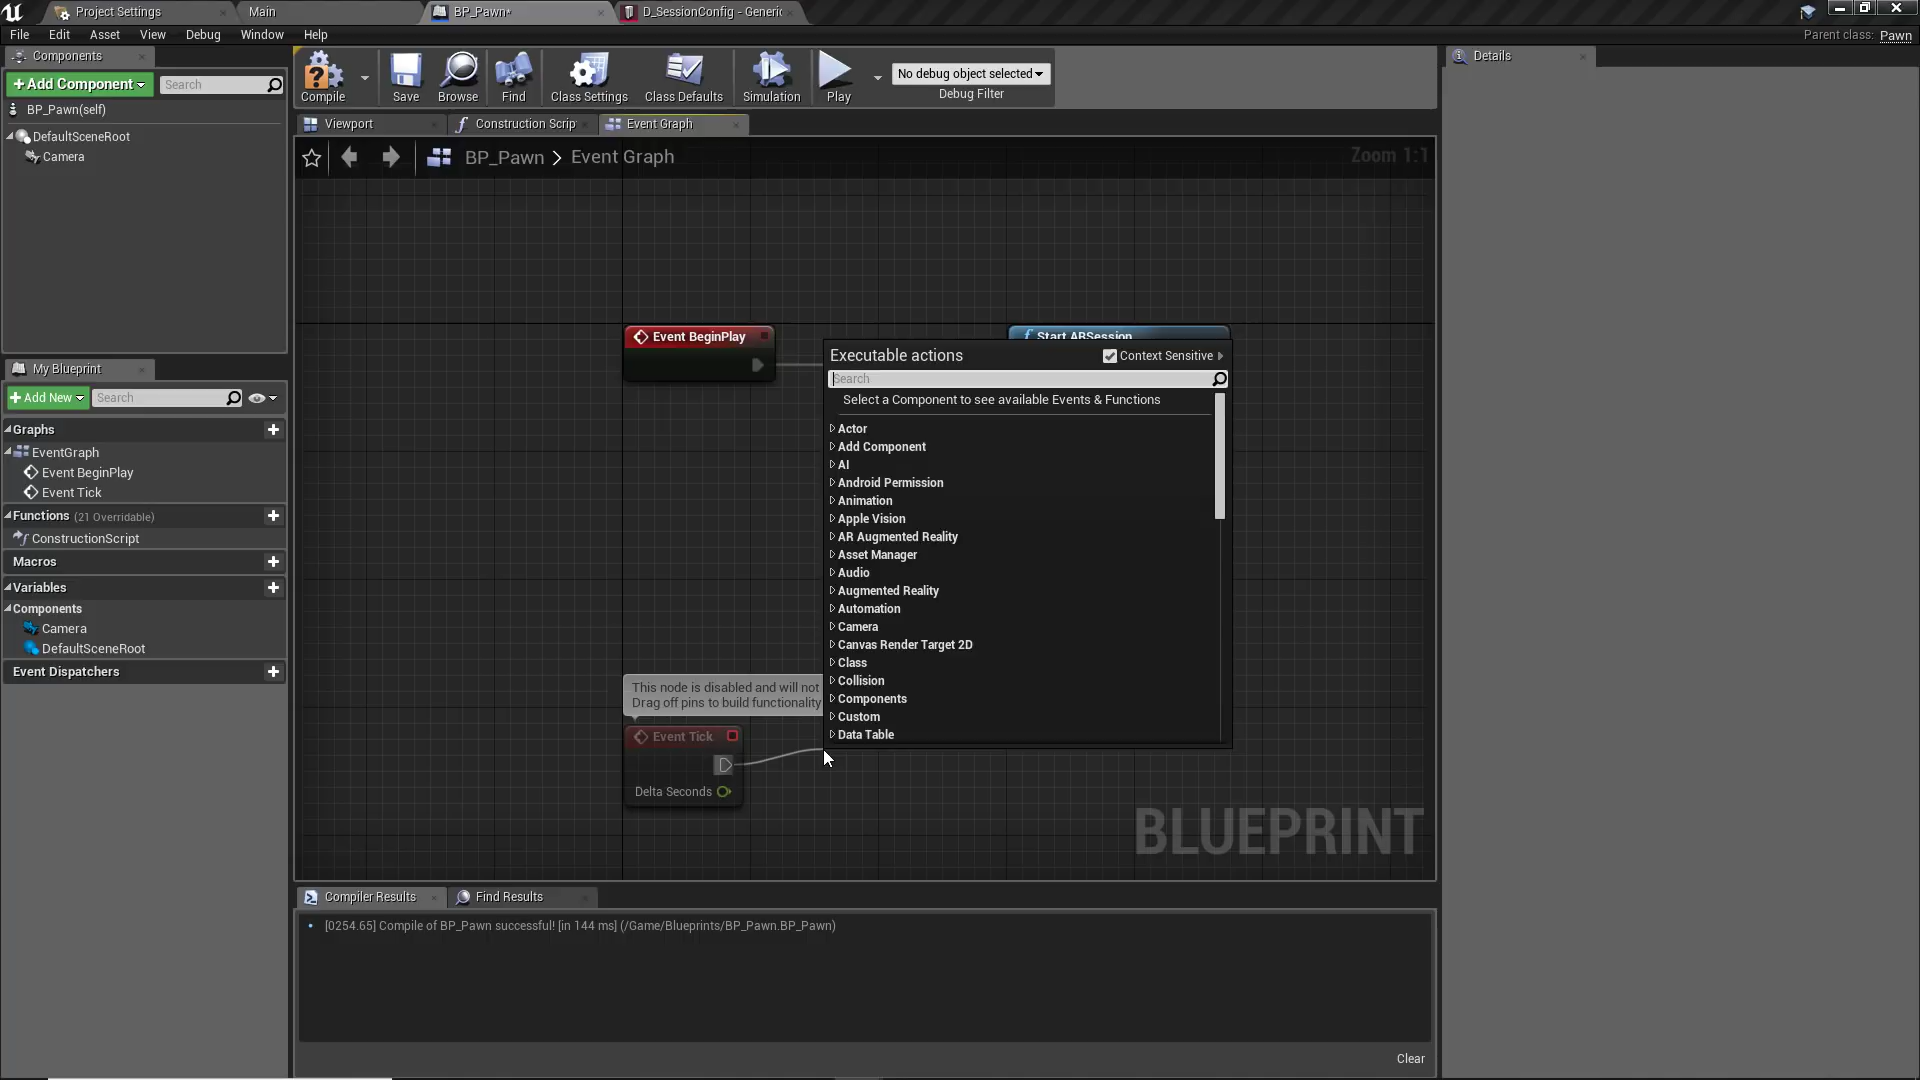 Project Settings
Main
BP_Pawn*
D_SessionConfig - Generic
File Edit Asset View Debug Window Help
Parent class: Pawn
Components
+ Add Component
Search
BP_Pawn(self)
DefaultSceneRoot
Camera
Compile
Save
Browse
Find
Class Settings
Class Defaults
Simulation
Play
No debug object selected
Debug Filter
Details
Viewport
Construction Scrip
Event Graph
BP_Pawn > Event Graph
Zoom 1:1
My Blueprint
+ Add New
Search
Graphs
EventGraph
Event BeginPlay
Event Tick
Functions (21 Overridable)
ConstructionScript
Macros
Variables
Components
Camera
DefaultSceneRoot
Event Dispatchers
Event BeginPlay
Start ARSession
Executable actions
Context Sensitive
Search
Select a Component to see available Events & Functions
Actor
Add Component
AI
Android Permission
Animation
Apple Vision
AR Augmented Reality
Asset Manager
Audio
Augmented Reality
Automation
Camera
Canvas Render Target 2D
Class
Collision
Components
Custom
Data Table
This node is disabled and will not
Drag off pins to build functionality
Event Tick
Delta Seconds
BLUEPRINT
Compiler Results
Find Results
[0254.65] Compile of BP_Pawn successful! [in 144 ms] (/Game/Blueprints/BP_Pawn.BP_Pawn)
Clear